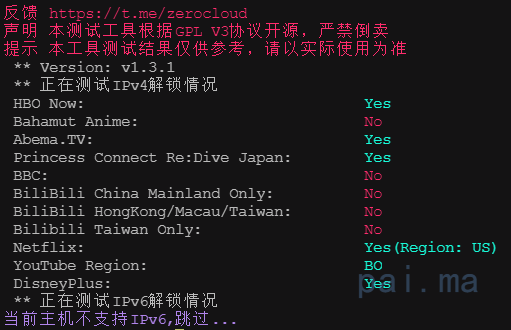 反馈 https://t.me/zerocloud
声明 本测试工具根据GPL V3协议开源，严禁倒卖
提示 本工具测试结果仅供参考，请以实际使用为准
** Version: v1.3.1
** 正在测试IPv4解锁情况
HBO Now: Yes
Bahamut Anime: No
Abema.TV: Yes
Princess Connect Re:Dive Japan: Yes
BBC: No
BiliBili China Mainland Only: No
BiliBili HongKong/Macau/Taiwan: No
Bilibili Taiwan Only: No
Netflix: Yes(Region: US)
YouTube Region: BO
DisneyPlus: Yes
pai.ma
** 正在测试IPv6解锁情况
当前主机不支持IPv6,跳过...